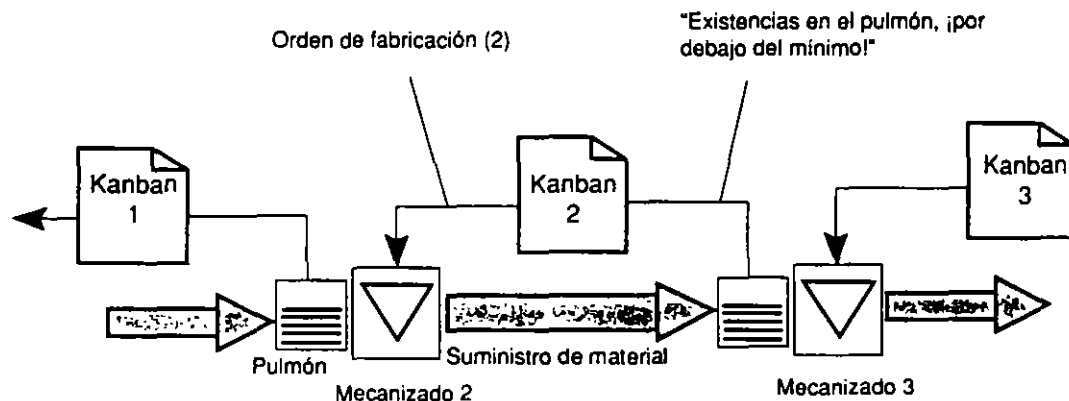 Orden de fabricación (2)
"Existencias en el pulmón, ¡por
debajo del mínimo!"
Kanban
1
Kanban
2
Kanban
3
Pulmón
Suministro de material
Mecanizado 2
Mecanizado 3